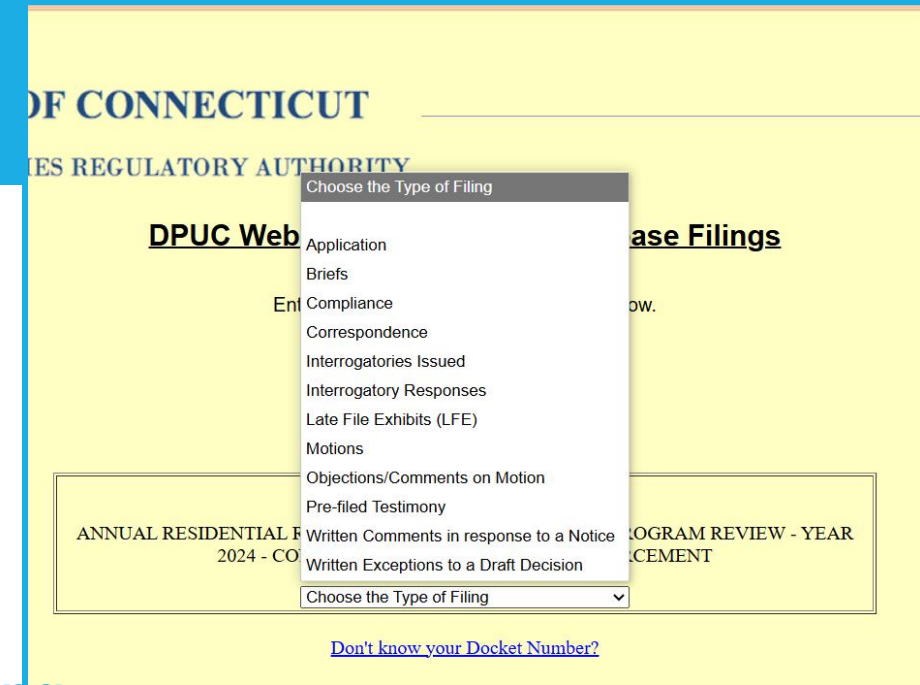 OF CONNECTICUT
IES REGULATORY AUTHORITY
DPUC Web
ase Filings
Ent
ow.
Choose the Type of Filing
Application
Briefs
Compliance
Correspondence
Interrogatories Issued
Interrogatory Responses
Late File Exhibits (LFE)
Motions
Objections/Comments on Motion
Pre-filed Testimony
Written Comments in response to a Notice
Written Exceptions to a Draft Decision
ANNUAL RESIDENTIAL R
OGRAM REVIEW - YEAR
2024 - CO
CEMENT
Choose the Type of Filing
Don't know your Docket Number?